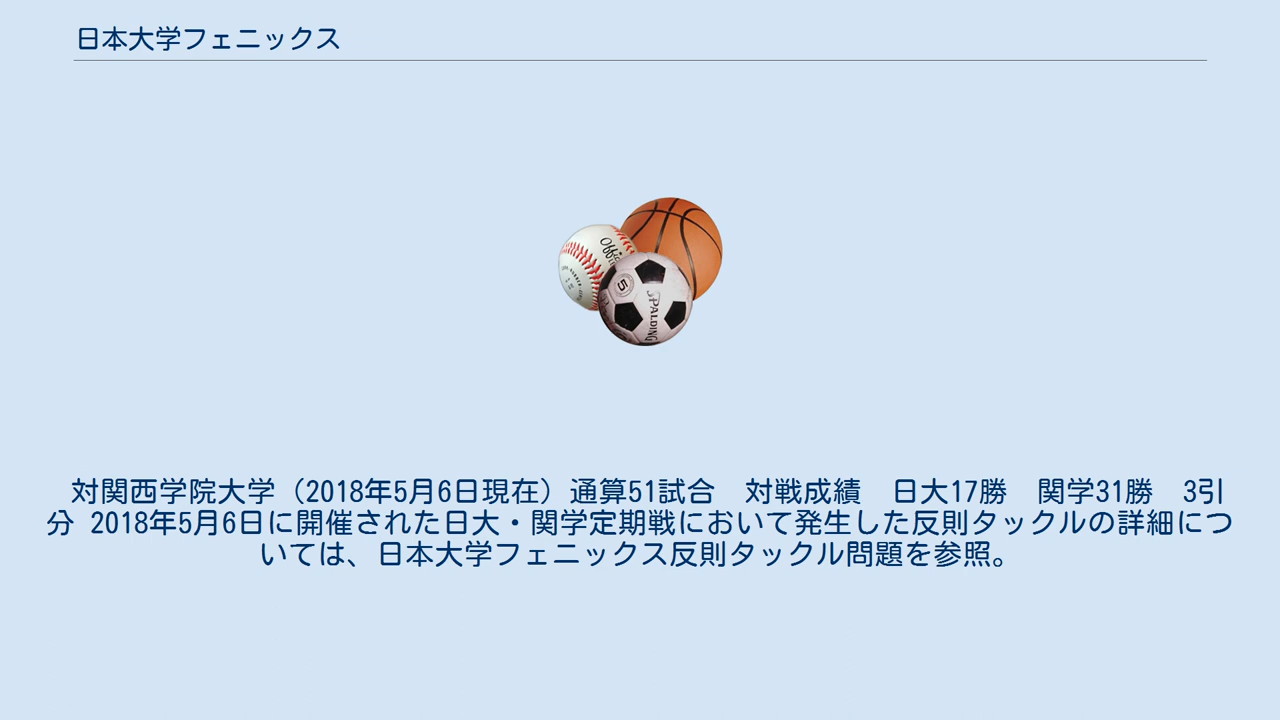 日本大学フェニックス
Offici
5
SPALDING
対関西学院大学（2018年5月6日現在）通算51試合　対戦成績　日大17勝　関学31勝　3引
分 2018年5月6日に開催された日大・関学定期戦において発生した反則タックルの詳細につ
いては、日本大学フェニックス反則タックル問題を参照。